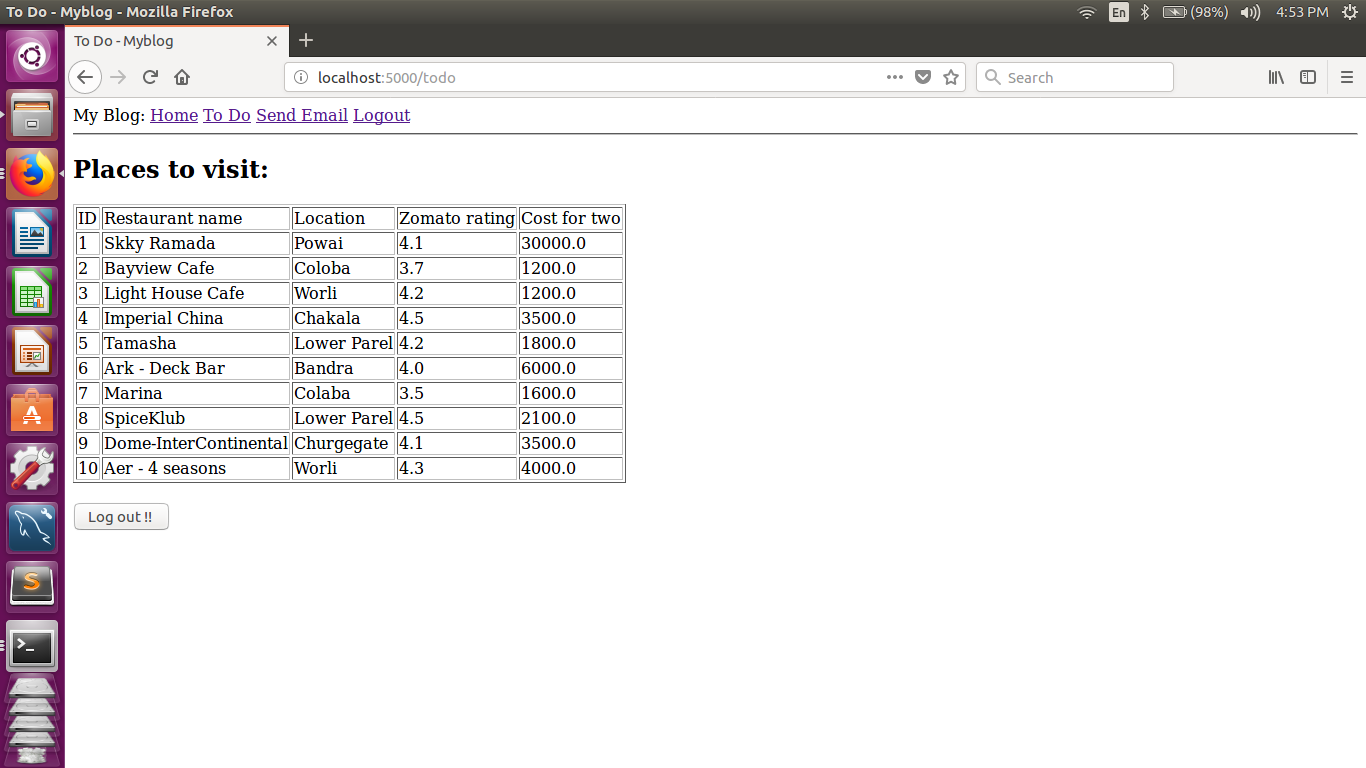 To Do - Myblog - Mozilla Firefox En (98%) 4:53 PM
To Do - Myblog
localhost:5000/todo Search
My Blog: Home To Do Send Email Logout
Places to visit:
ID Restaurant name Location Zomato rating Cost for two
1 Skky Ramada Powai 4.1 30000.0
2 Bayview Cafe Coloba 3.7 1200.0
3 Light House Cafe Worli 4.2 1200.0
4 Imperial China Chakala 4.5 3500.0
5 Tamasha Lower Parel 4.2 1800.0
6 Ark - Deck Bar Bandra 4.0 6000.0
7 Marina Colaba 3.5 1600.0
8 SpiceKlub Lower Parel 4.5 2100.0
9 Dome-InterContinental Churgegate 4.1 3500.0
10 Aer - 4 seasons Worli 4.3 4000.0
Log out !!